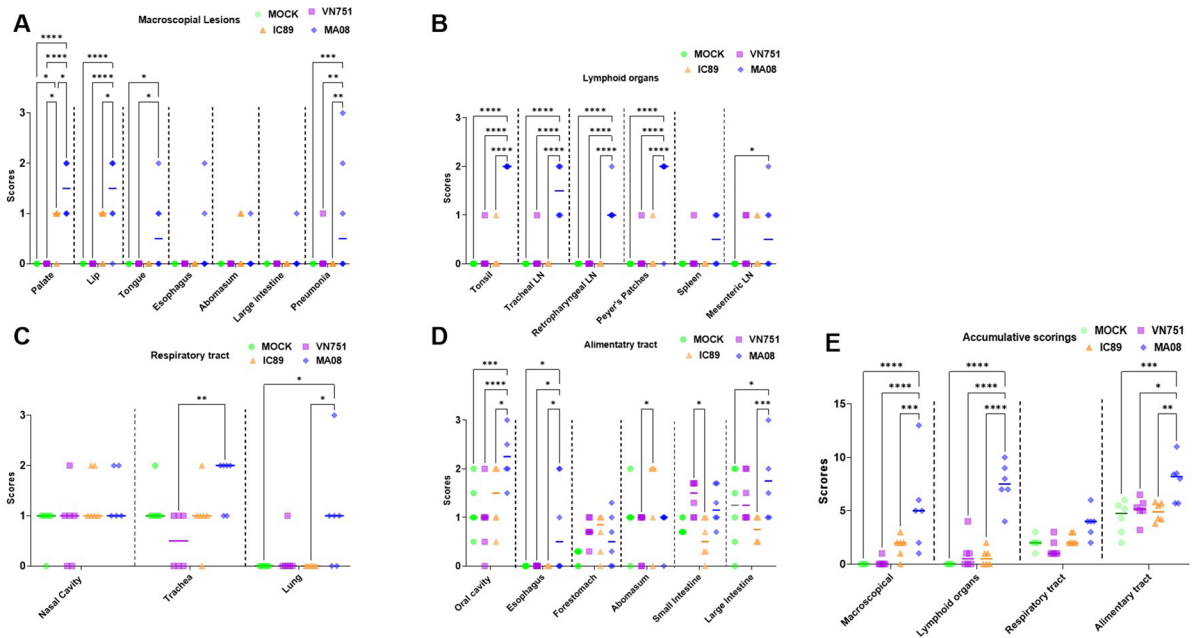 A
Macroscopial Lesions
MOCK
VN751
IC89
MA08
**** **** * * *
**** **** *
* *
*** ** **
Scores
3
2
1
0
Palate
Lip
Tongue
Esophagus
Abomasum
Large Intestine
Pneumonia
B
Lymphoid organs
MOCK
VN751
IC89
MA08
**** **** ****
**** **** ****
**** **** ****
**** **** ****
*
Scores
3
2
1
0
Tonsil
Tracheal LN
Retropharyngeal LN
Peyer's Patches
Spleen
Mesenteric LN
C
Respiratory tract
MOCK
VN751
IC89
MA08
**
* *
Scores
3
2
1
0
Nasal Cavity
Trachea
Lung
D
Alimentatry tract
MOCK
VN751
IC89
MA08
*** **** *
* * *
*
*
* ***
Scores
3
2
1
0
Oral cavity
Esophagus
Forestomach
Abomasum
Small Intestine
Large Intestine
E
Accumulative scorings
MOCK
VN751
IC89
MA08
**** **** ***
**** **** ****
*** * **
Scrores
15
10
5
0
Macroscopical
Lymphoid organs
Respiratory tract
Alimentary tract